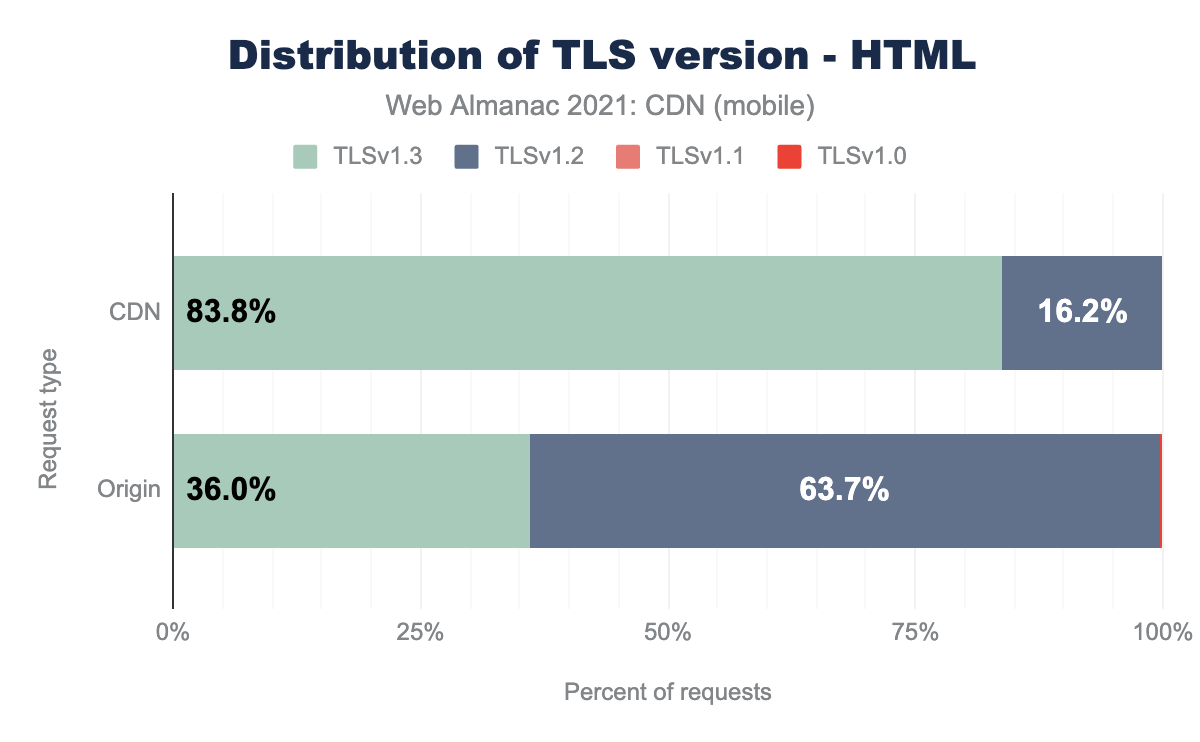 Distribution of TLS version - HTML
Web Almanac 2021: CDN (mobile)
TLSv1.3 TLSv1.2 TLSv1.1 TLSv1.0
Request type
CDN 83.8% 16.2%
Origin 36.0% 63.7%
0% 25% 50% 75% 100%
Percent of requests